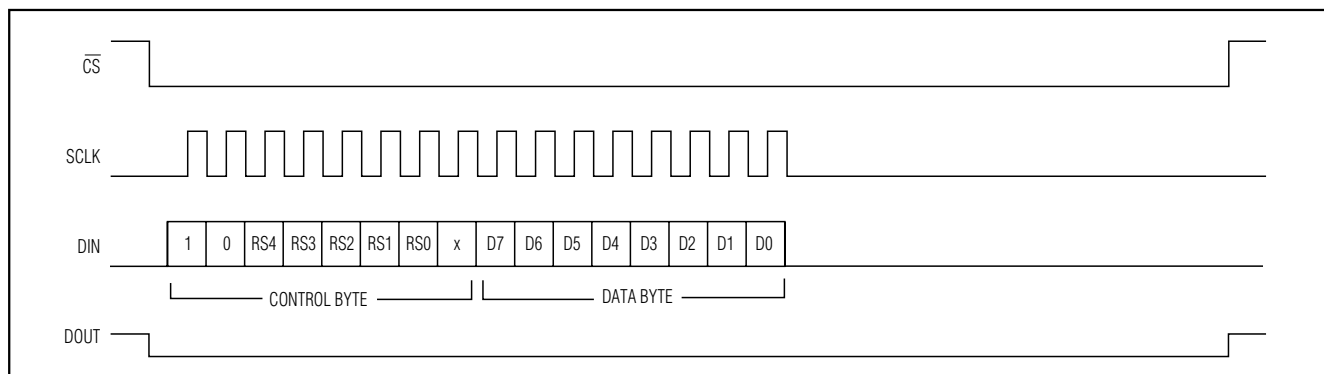 C̅S̅
SCLK
DIN 1 0 RS4 RS3 RS2 RS1 RS0 x D7 D6 D5 D4 D3 D2 D1 D0
CONTROL BYTE DATA BYTE
DOUT